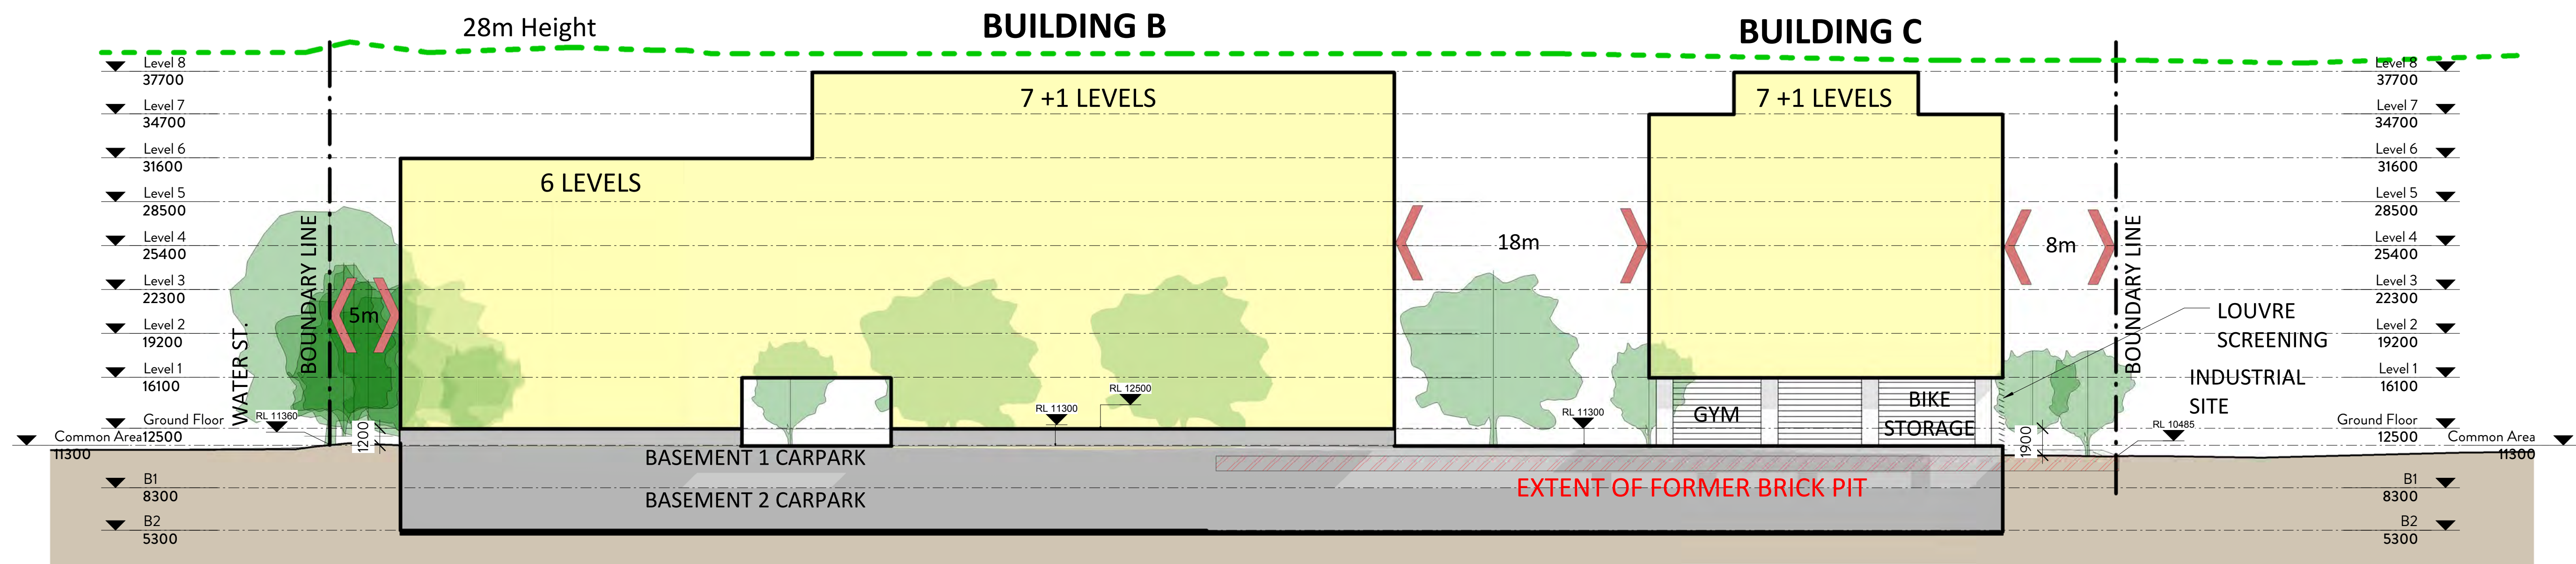 28m Height
BUILDING B
BUILDING C
Level 8
37700
Level 7
34700
Level 6
31600
Level 5
28500
Level 4
25400
Level 3
22300
Level 2
19200
Level 1
16100
Ground Floor
12500
Common Area
11300
B1
8300
B2
5300
WATER ST.
BOUNDARY LINE
RL 11360
1200
5m
6 LEVELS
7 +1 LEVELS
RL 11300
RL 12500
BASEMENT 1 CARPARK
BASEMENT 2 CARPARK
18m
RL 11300
EXTENT OF FORMER BRICK PIT
7 +1 LEVELS
GYM
BIKE
STORAGE
8m
1900
BOUNDARY LINE
LOUVRE
SCREENING
INDUSTRIAL
SITE
RL 10485
Level 8
37700
Level 7
34700
Level 6
31600
Level 5
28500
Level 4
25400
Level 3
22300
Level 2
19200
Level 1
16100
Ground Floor
12500
Common Area
11300
B1
8300
B2
5300